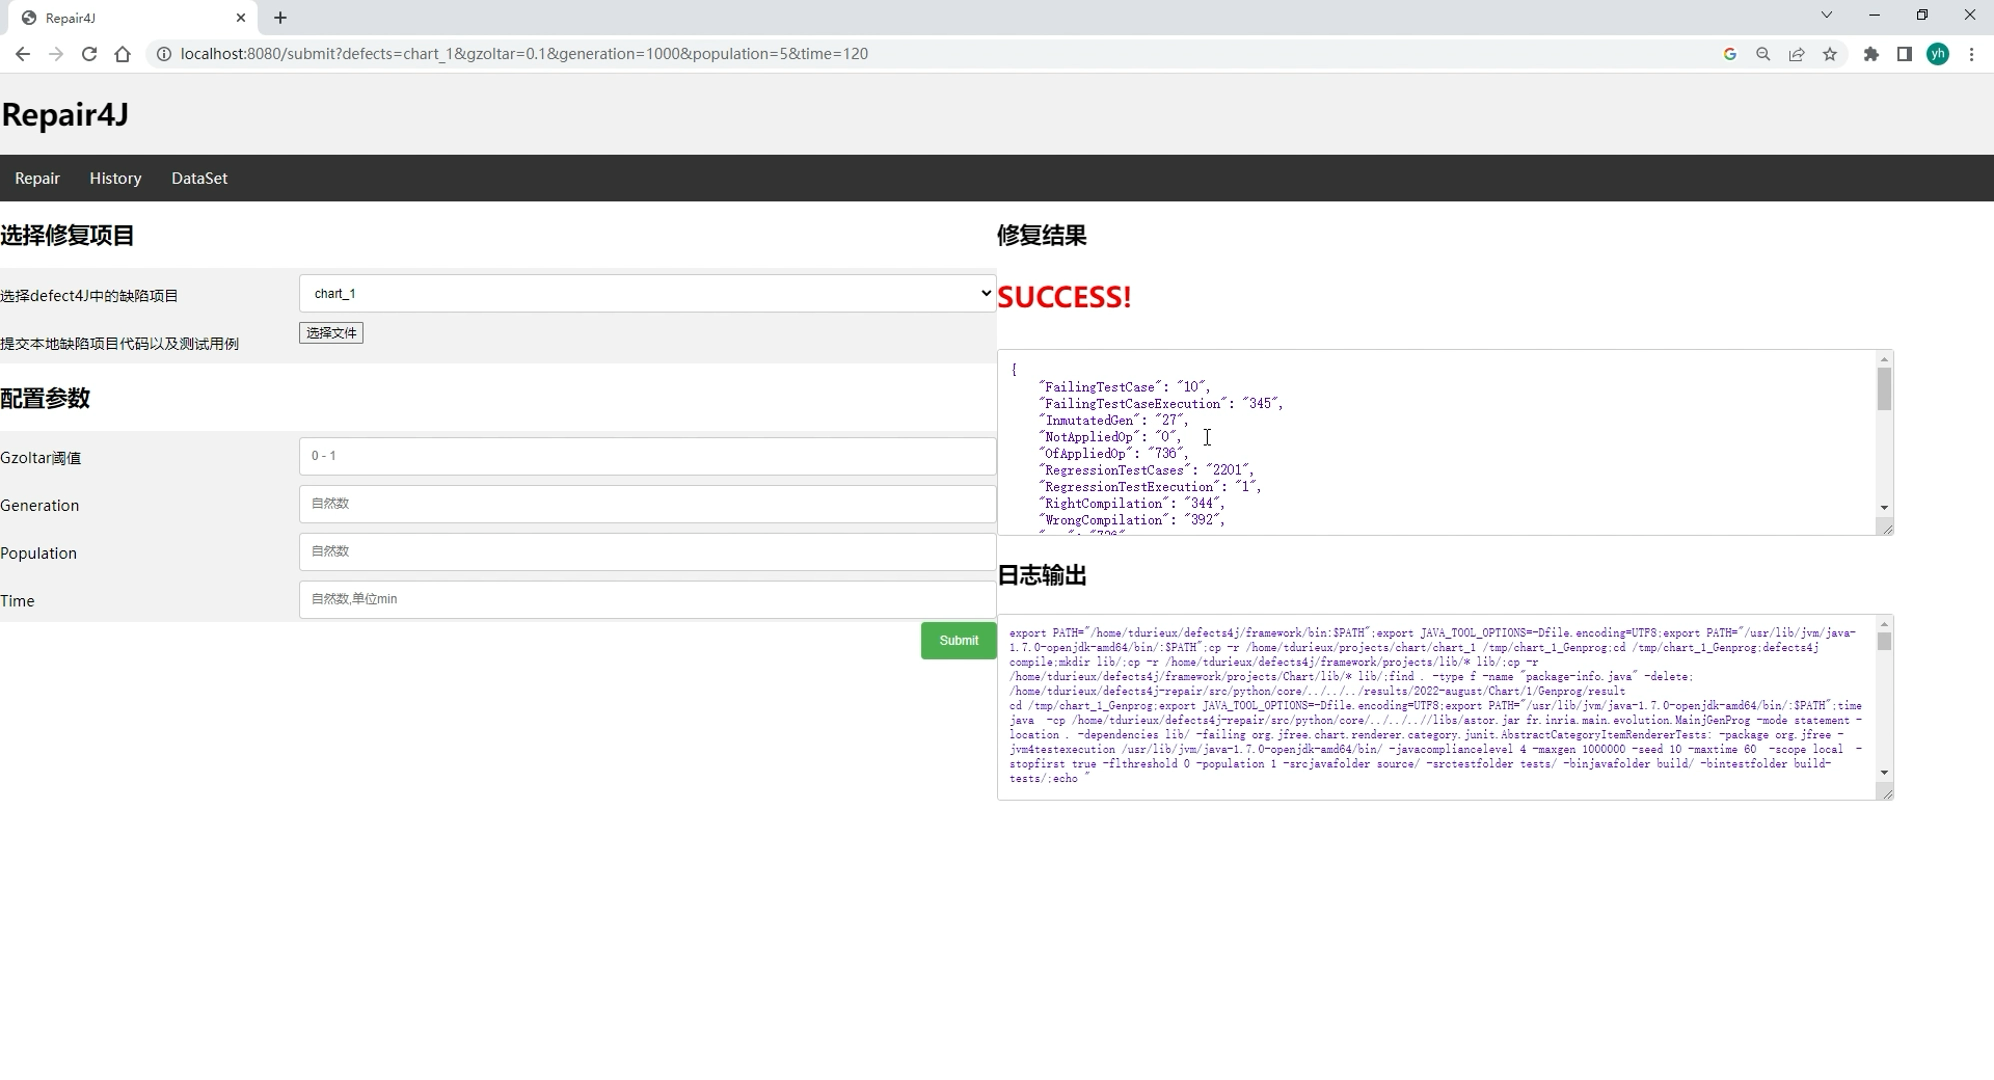 Repair4J
localhost:8080/submit?defects=chart_1&gzoltar=0.1&generation=1000&population=5&time=120
yh
Repair4J
Repair
History
DataSet
选择修复项目
选择defect4J中的缺陷项目
chart_1
提交本地缺陷项目代码以及测试用例
选择文件
配置参数
Gzoltar阈值
0 - 1
Generation
自然数
Population
自然数
Time
自然数,单位min
Submit
修复结果
SUCCESS!
{
"FailingTestCase": "10",
"FailingTestCaseExecution": "345",
"InmutatedGen": "27",
"NotAppliedOp": "0",
"OfAppliedOp": "736",
"RegressionTestCases": "2201",
"RegressionTestExecution": "1",
"RightCompilation": "344",
"WrongCompilation": "392",
日志输出
export PATH="/home/tdurieux/defects4j/framework/bin:$PATH";export JAVA_TOOL_OPTIONS=-Dfile.encoding=UTF8;export PATH="/usr/lib/jvm/java-
1.7.0-openjdk-amd64/bin/:$PATH";cp -r /home/tdurieux/projects/chart/chart_1 /tmp/chart_1_Genprog;cd /tmp/chart_1_Genprog;defects4j
compile;mkdir lib/;cp -r /home/tdurieux/defects4j/framework/projects/lib/* lib/;cp -r
/home/tdurieux/defects4j/framework/projects/Chart/lib/* lib/;find . -type f -name "package-info.java" -delete;
/home/tdurieux/defects4j-repair/src/python/core/../../../results/2022-august/Chart/1/Genprog/result
cd /tmp/chart_1_Genprog;export JAVA_TOOL_OPTIONS=-Dfile.encoding=UTF8;export PATH="/usr/lib/jvm/java-1.7.0-openjdk-amd64/bin/:$PATH";time
java -cp /home/tdurieux/defects4j-repair/src/python/core/../../..//libs/astor.jar fr.inria.main.evolution.MainjGenProg -mode statement -
location . -dependencies lib/ -failing org.jfree.chart.renderer.category.junit.AbstractCategoryItemRendererTests: -package org.jfree -
jvm4testexecution /usr/lib/jvm/java-1.7.0-openjdk-amd64/bin/ -javacompliancelevel 4 -maxgen 1000000 -seed 10 -maxtime 60 -scope local -
stopfirst true -flthreshold 0 -population 1 -srcjavafolder source/ -srctestfolder tests/ -binjavafolder build/ -bintestfolder build-
tests/;echo "